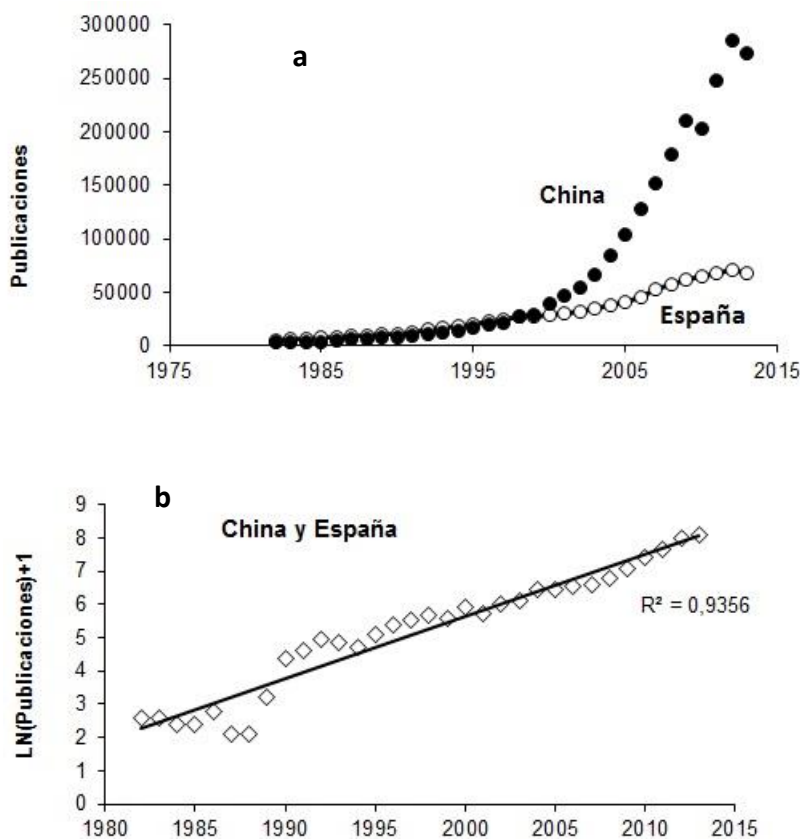 a
Publicaciones
300000
250000
200000
150000
100000
50000
0
China
España
1975 1985 1995 2005 2015
b
China y España
LN(Publicaciones)+1
9
8
7
6
5
4
3
2
1
0
R² = 0,9356
1980 1985 1990 1995 2000 2005 2010 2015